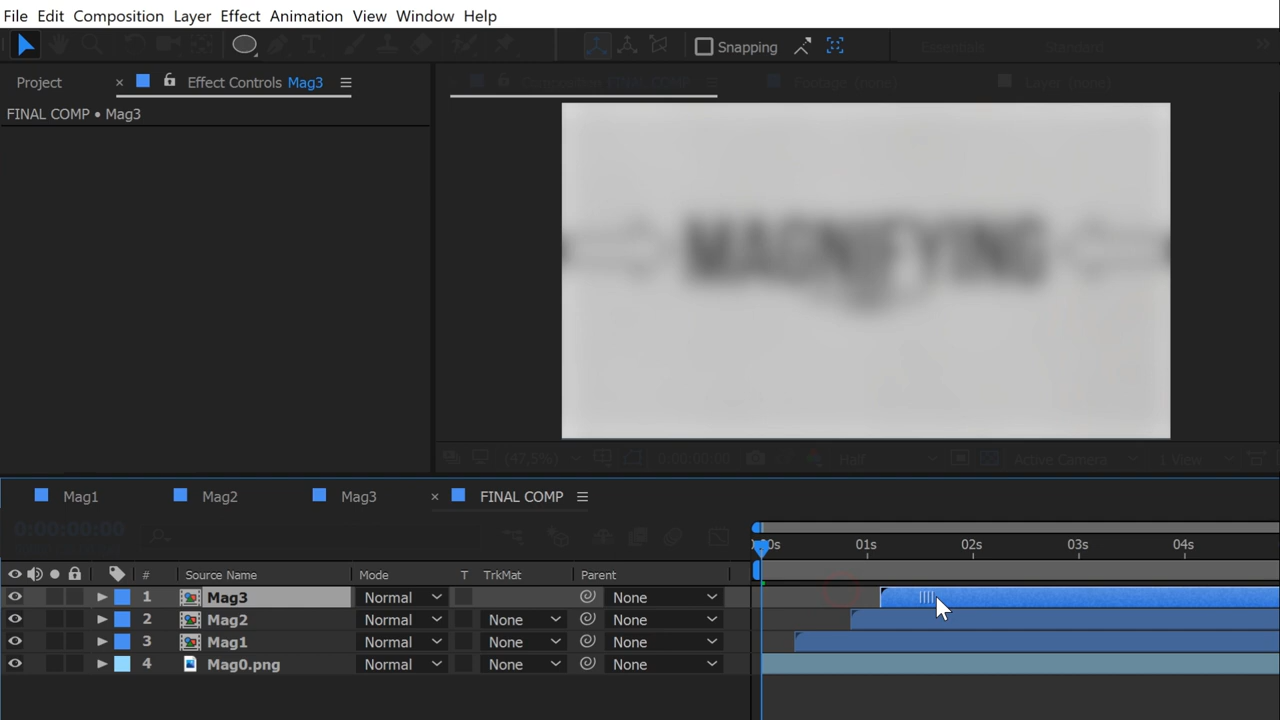 File Edit Composition Layer Effect Animation View Window Help
Snapping Essentials Standard
Project × Effect Controls Mag3 Composition FINAL COMP Footage (none) Layer (none)
FINAL COMP • Mag3
MAGNIFYING
(47,5%) 0:00:00:00 Half Active Camera 1 View
Mag1 Mag2 Mag3 × FINAL COMP
0:00:00:00
01s 02s 03s 04s
# Source Name Mode T TrkMat Parent
1 Mag3 Normal None
2 Mag2 Normal None None
3 Mag1 Normal None None
4 Mag0.png Normal None None